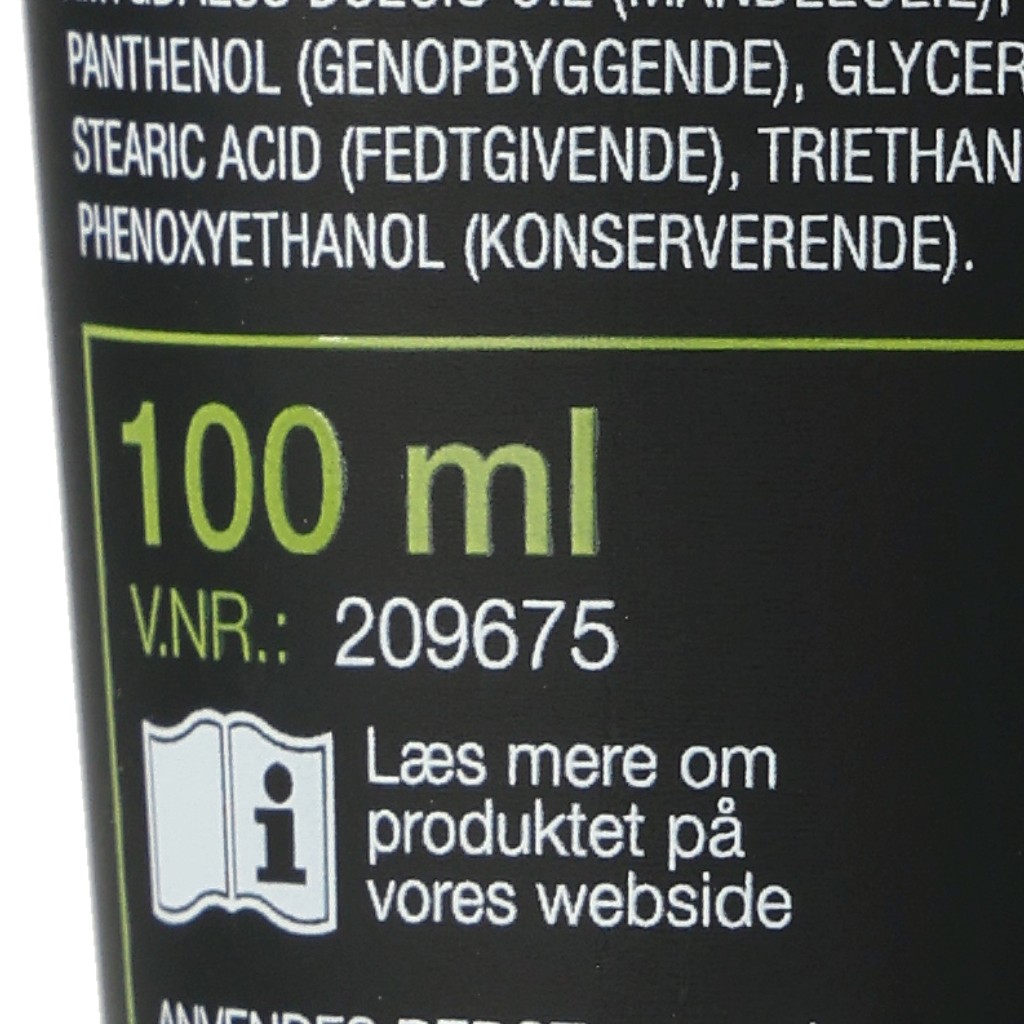 PANTHENOL (GENOPBYGGENDE), GLYCER
STEARIC ACID (FEDTGIVENDE), TRIETHAN
PHENOXYETHANOL (KONSERVERENDE).
100 ml
V.NR.: 209675
Læs mere om
produktet på
vores webside